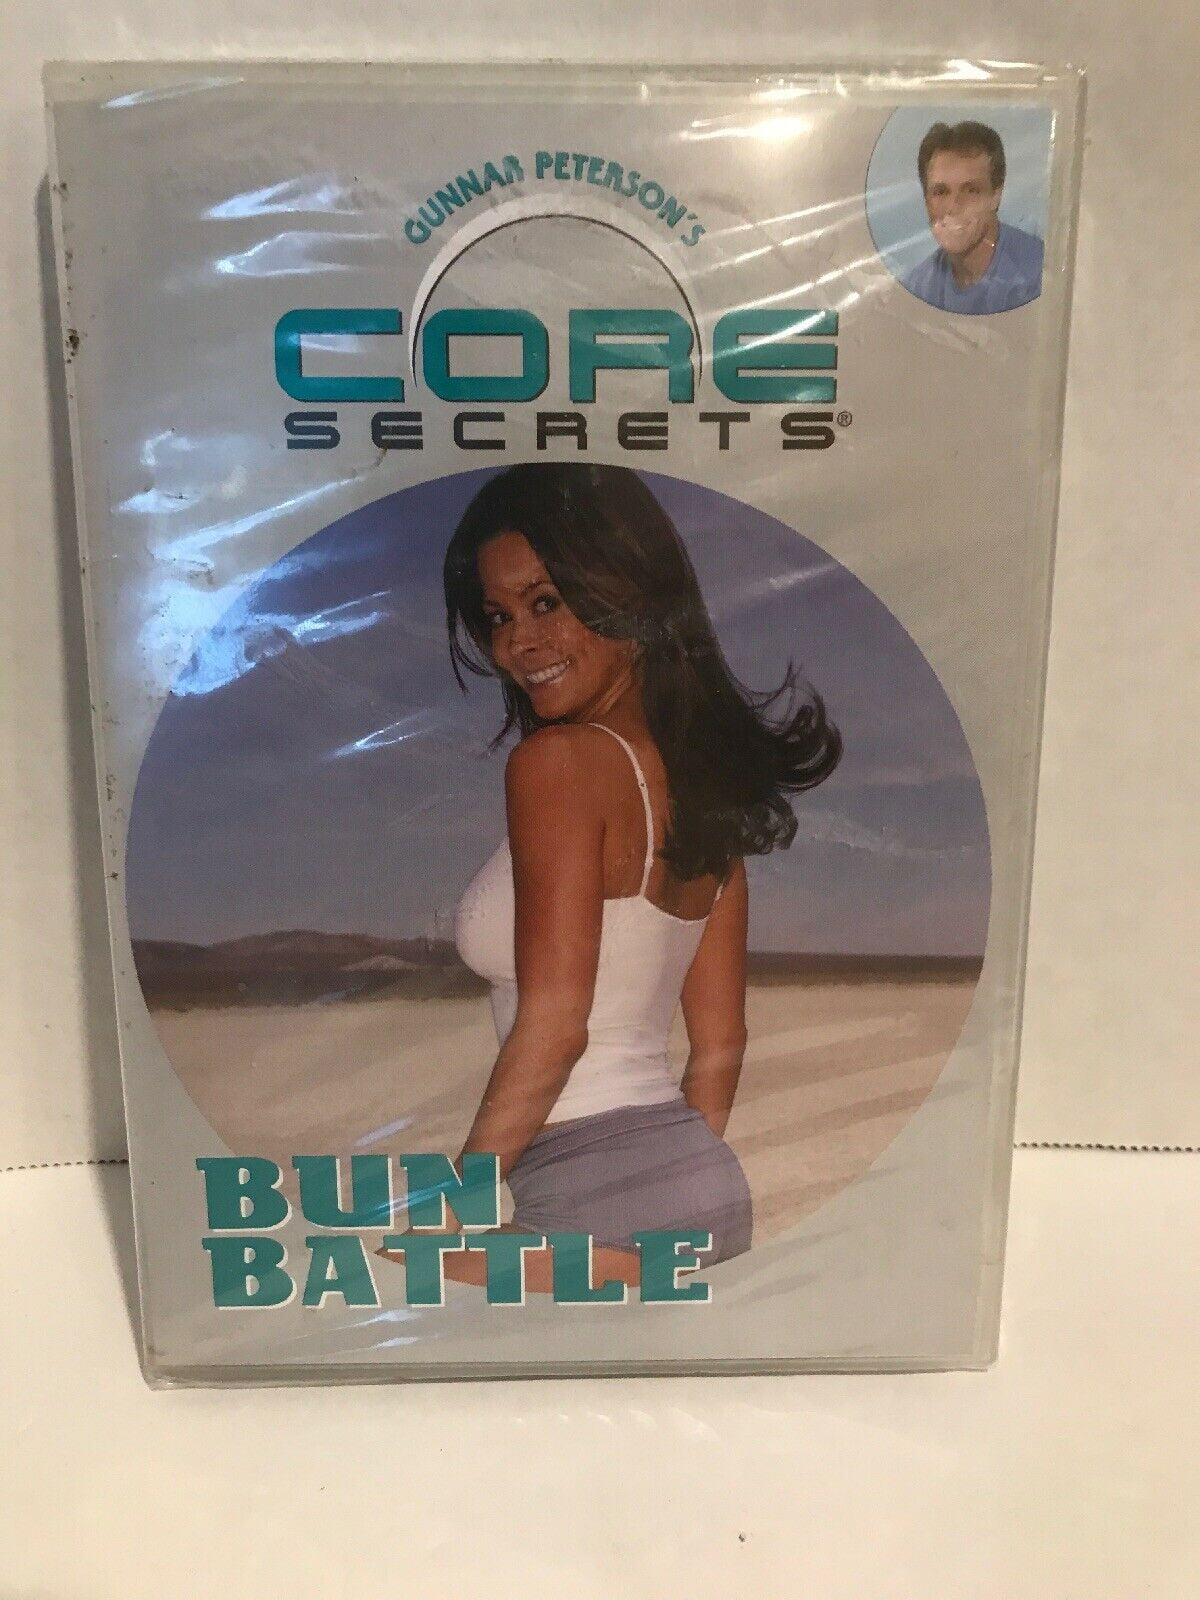 GUNNAR PETERSON'S
CORE
SECRETS®
BUN
BATTLE